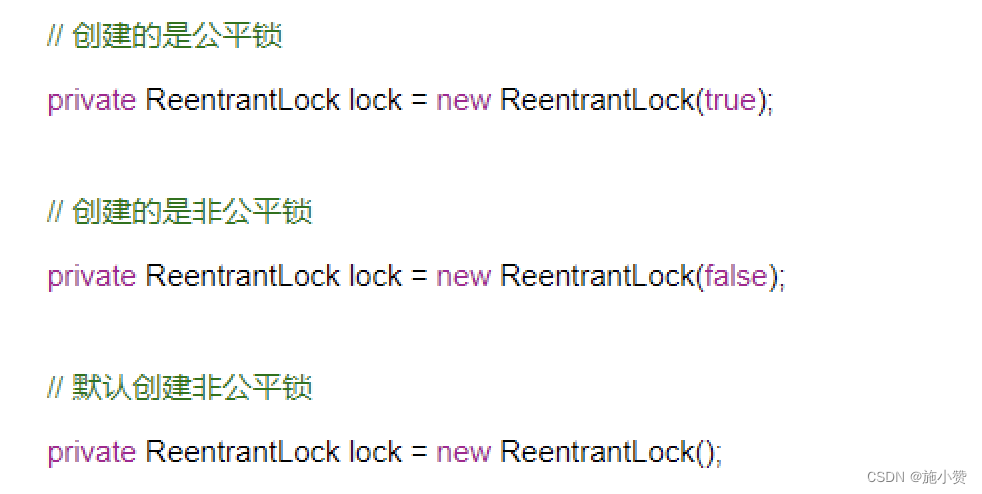 // 创建的是公平锁
private ReentrantLock lock = new ReentrantLock(true);
// 创建的是非公平锁
private ReentrantLock lock = new ReentrantLock(false);
// 默认创建非公平锁
private ReentrantLock lock = new ReentrantLock();
CSDN @施小赞